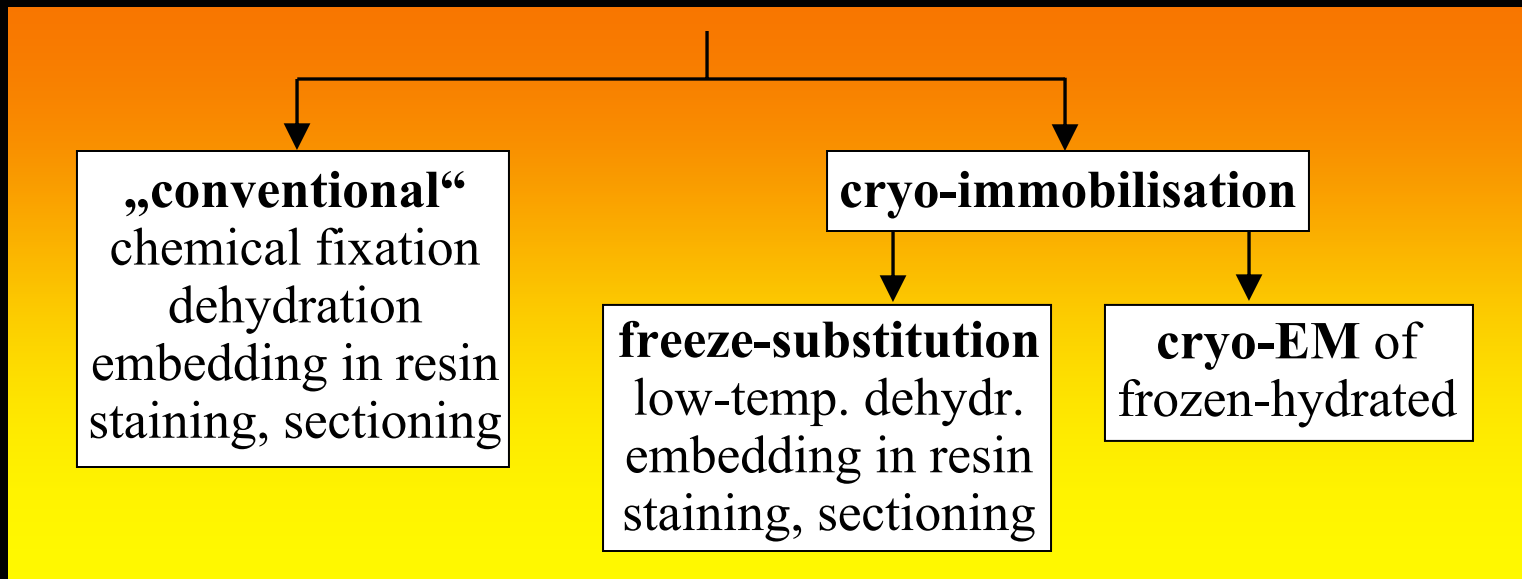 „conventional“
chemical fixation
dehydration
embedding in resin
staining, sectioning
cryo-immobilisation
freeze-substitution
low-temp. dehydr.
embedding in resin
staining, sectioning
cryo-EM of
frozen-hydrated